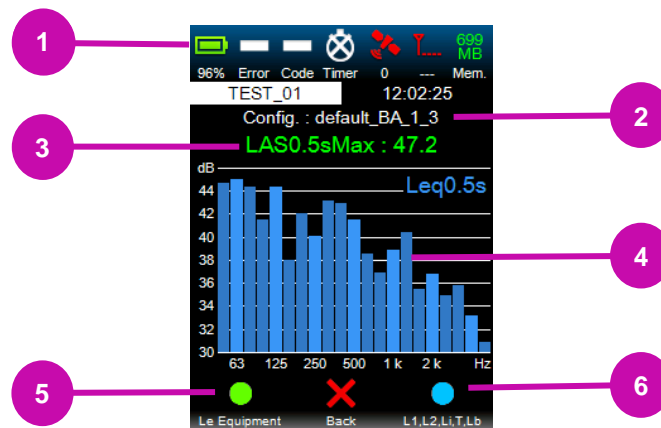 1
699
MB
96% Error Code Timer 0 --- Mem.
TEST_01 12:02:25
Config. : default_BA_1_3
2
LAS0.5sMax : 47.2
3
dB
Leq0.5s
44
42
40
38
36
34
32
30
4
63 125 250 500 1 k 2 k Hz
5
6
Le Equipment Back L1,L2,Li,T,Lb